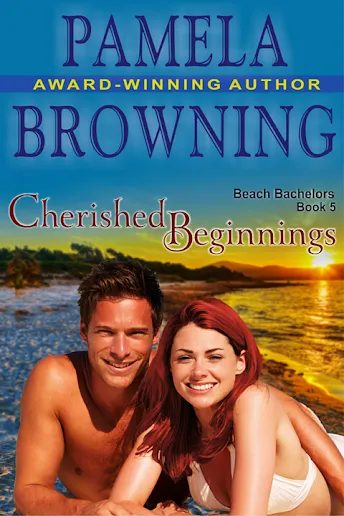 PAMELA
AWARD-WINNING AUTHOR
BROWNING
Beach Bachelors
Book 5
Cherished
Beginnings